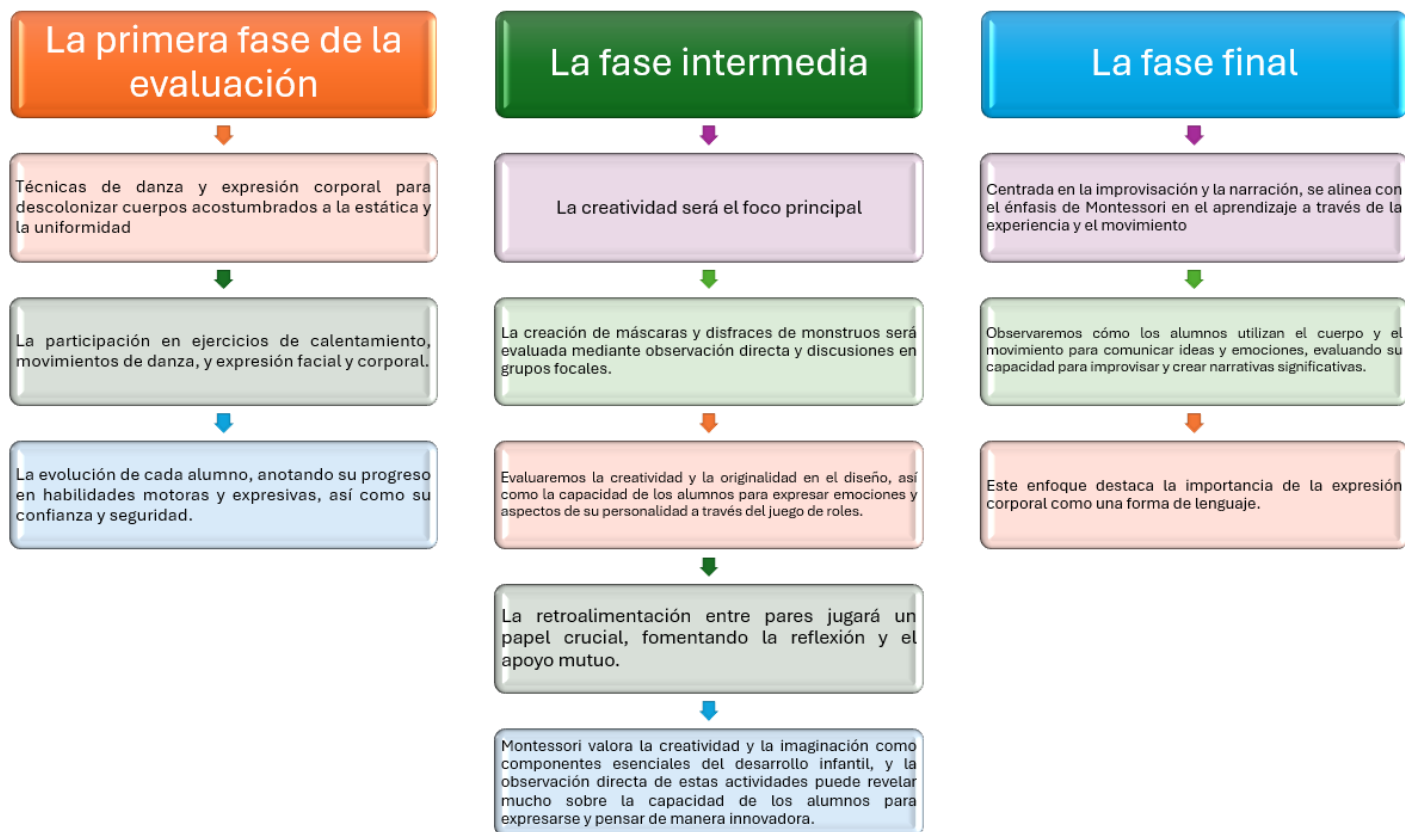 La primera fase de la
evaluación
Técnicas de danza y expresión corporal para
descolonizar cuerpos acostumbrados a la estática y
la uniformidad
La participación en ejercicios de calentamiento,
movimientos de danza, y expresión facial y corporal.
La evolución de cada alumno, anotando su progreso
en habilidades motoras y expresivas, así como su
confianza y seguridad.
La fase intermedia
La creatividad será el foco principal
La creación de máscaras y disfraces de monstruos será
evaluada mediante observación directa y discusiones en
grupos focales.
Evaluaremos la creatividad y la originalidad en el diseño, así
como la capacidad de los alumnos para expresar emociones y
aspectos de su personalidad a través del juego de roles.
La retroalimentación entre pares jugará un
papel crucial, fomentando la reflexión y el
apoyo mutuo.
Montessori valora la creatividad y la imaginación como
componentes esenciales del desarrollo infantil, y la
observación directa de estas actividades puede revelar
mucho sobre la capacidad de los alumnos para
expresarse y pensar de manera innovadora.
La fase final
Centrada en la improvisación y la narración, se alinea con
el énfasis de Montessori en el aprendizaje a través de la
experiencia y el movimiento
Observaremos cómo los alumnos utilizan el cuerpo y el
movimiento para comunicar ideas y emociones, evaluando su
capacidad para improvisar y crear narrativas significativas.
Este enfoque destaca la importancia de la expresión
corporal como una forma de lenguaje.